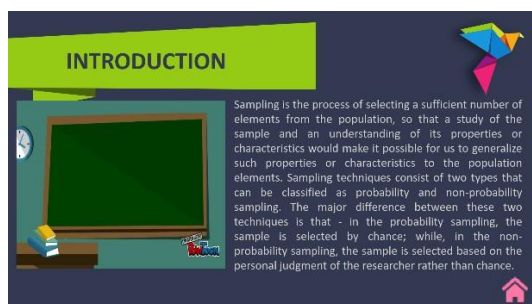 INTRODUCTION
Sampling is the process of selecting a sufficient number of
elements from the population, so that a study of the
sample and an understanding of its properties or
characteristics would make it possible for us to generalize
such properties or characteristics to the population
elements. Sampling techniques consist of two types that
can be classified as probability and non-probability
sampling. The major difference between these two
techniques is that - in the probability sampling, the
sample is selected by chance; while, in the non-
probability sampling, the sample is selected based on the
personal judgment of the researcher rather than chance.